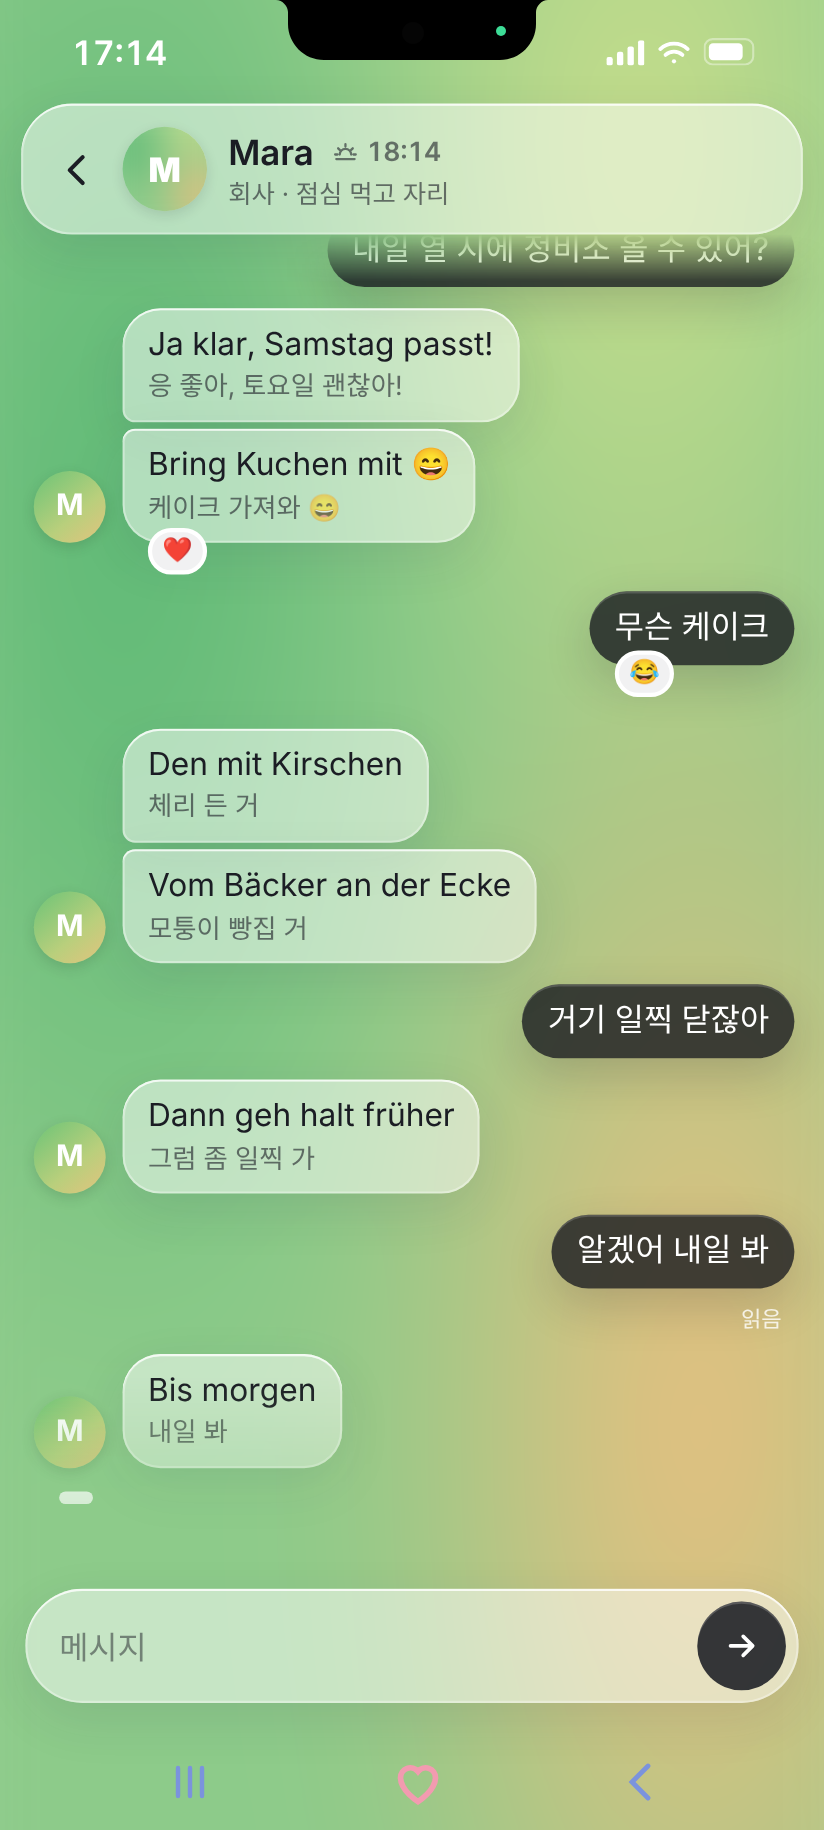 17:14
M
Mara 18:14
회사 · 점심 먹고 자리
내일 열 시에 정비소 올 수 있어?
Ja klar, Samstag passt!
응 좋아, 토요일 괜찮아!
Bring Kuchen mit 😄
케이크 가져와 😄
M
❤️
무슨 케이크
😂
Den mit Kirschen
체리 든 거
Vom Bäcker an der Ecke
모퉁이 빵집 거
M
거기 일찍 닫잖아
Dann geh halt früher
그럼 좀 일찍 가
M
알겠어 내일 봐
읽음
Bis morgen
내일 봐
M
메시지